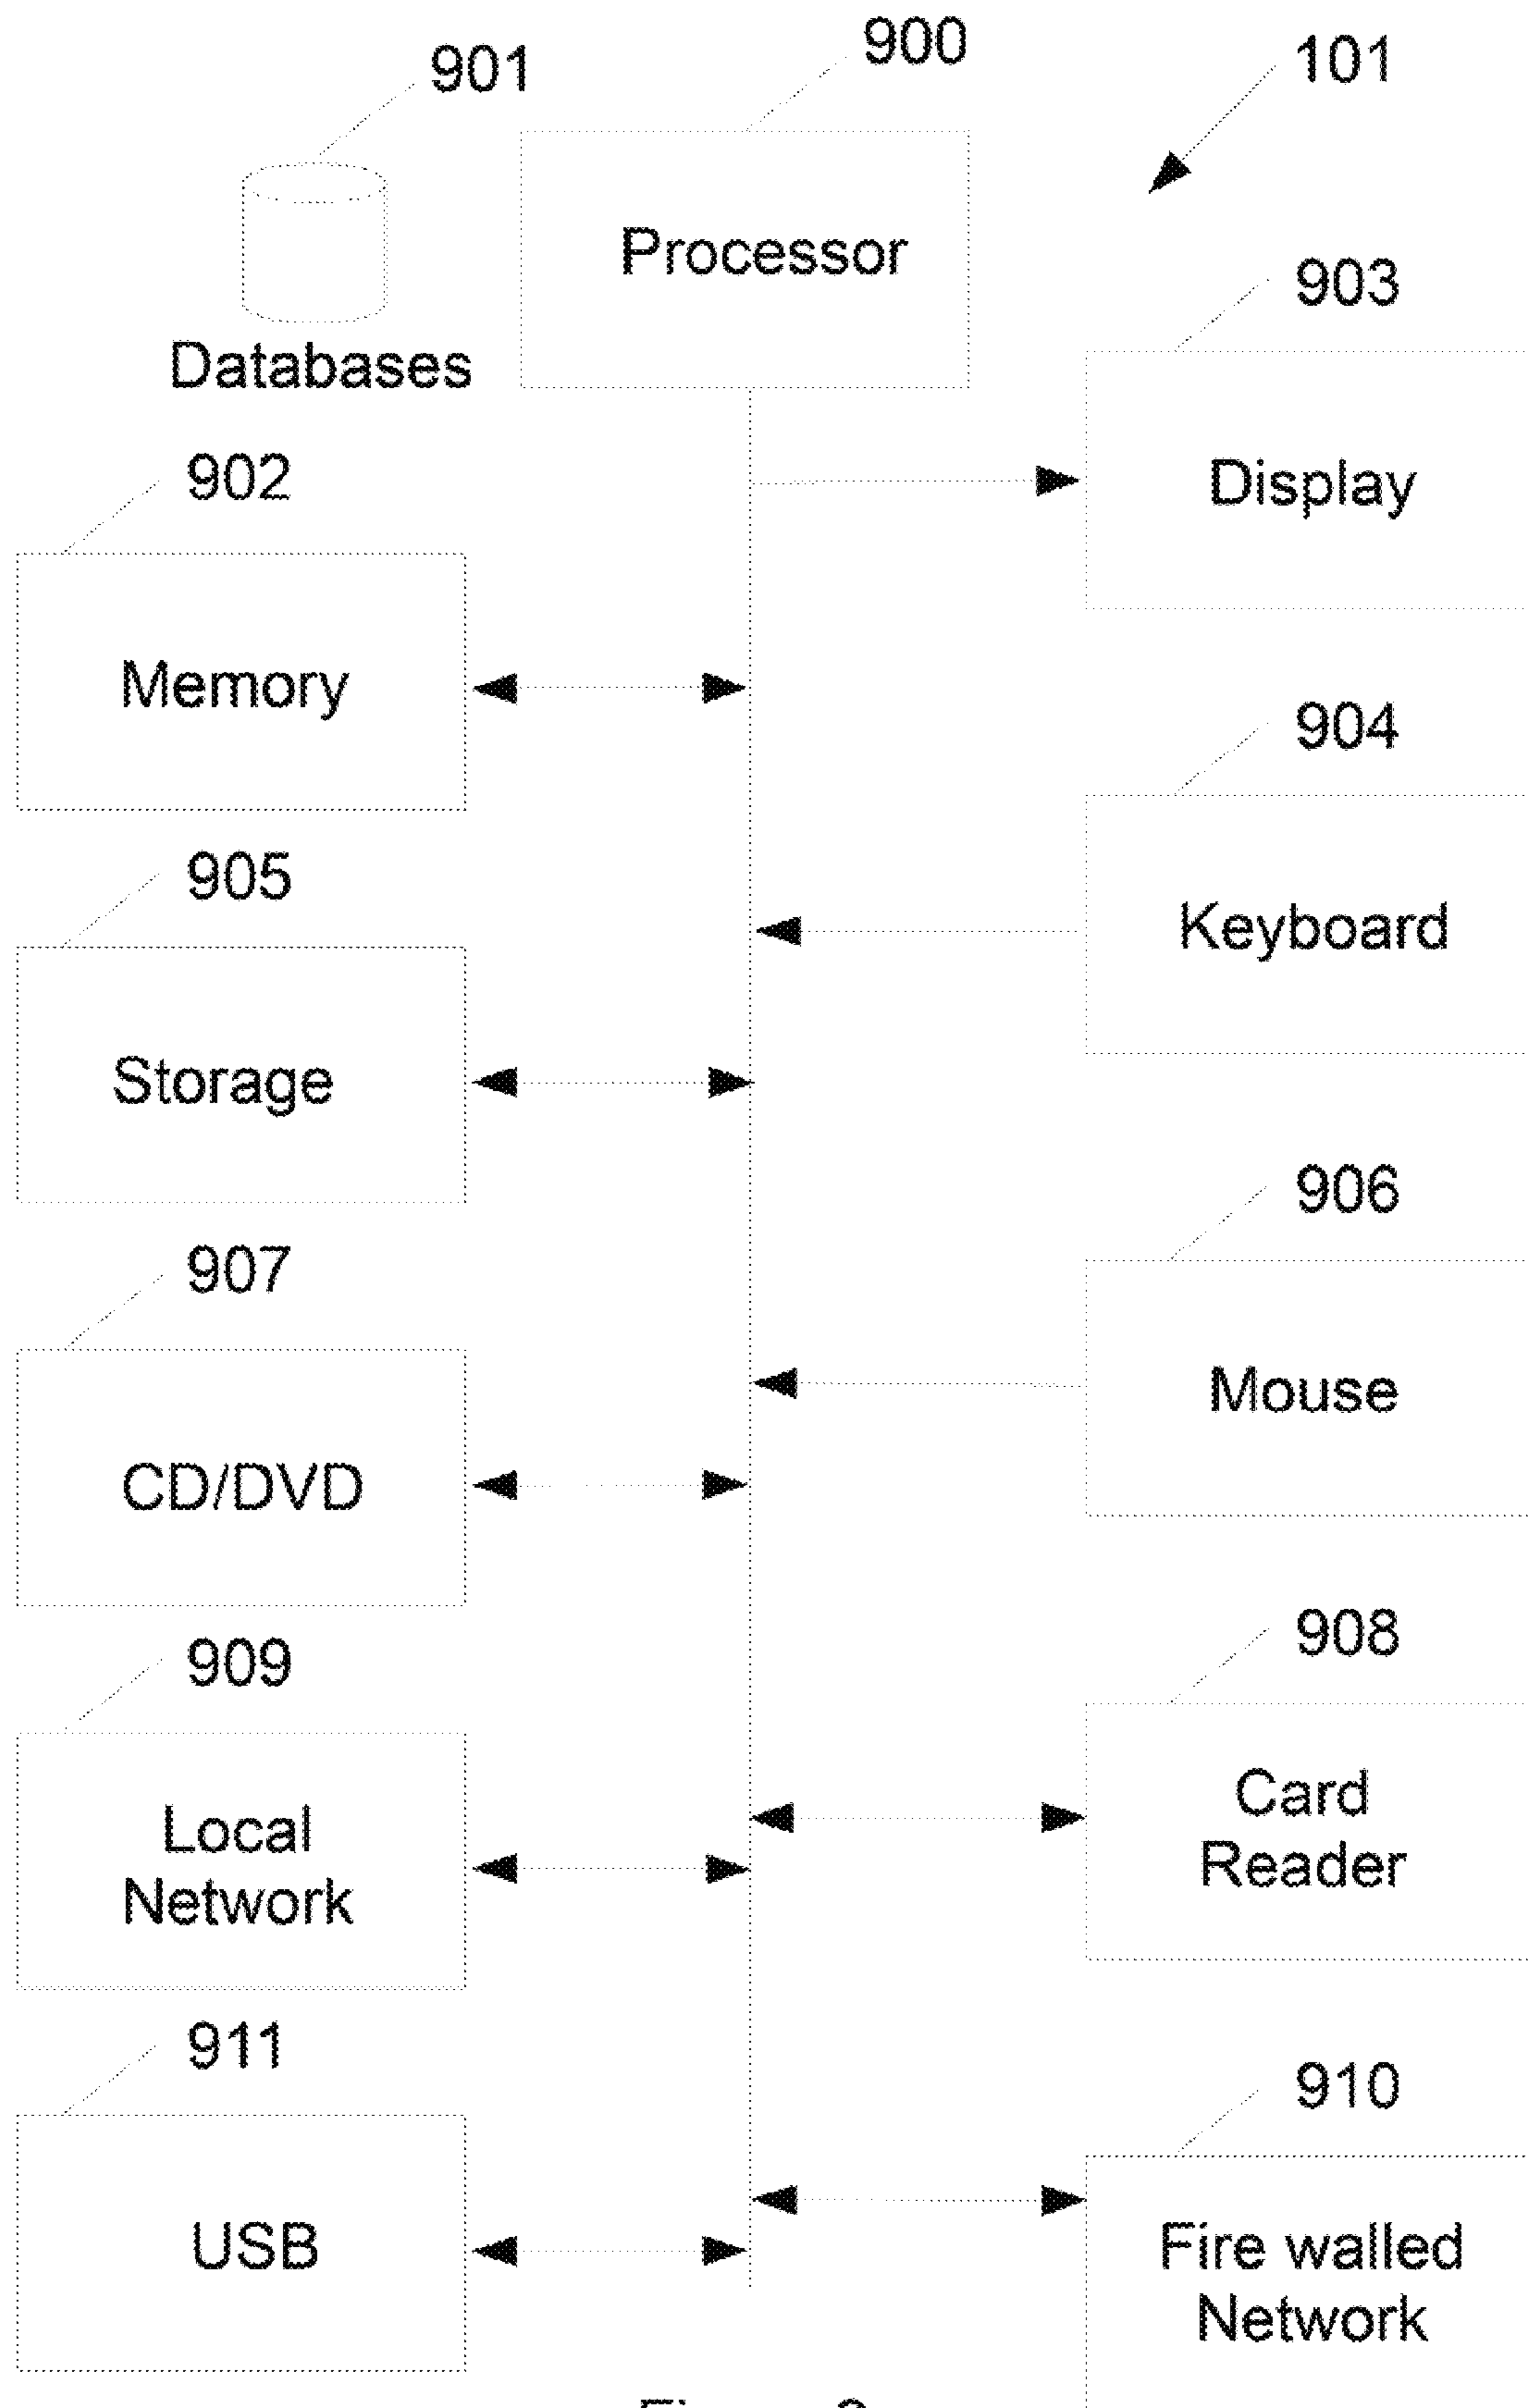 900
101
901
Processor
903
Databases
902
Display
Memory
904
905
Keyboard
Storage
906
907
Mouse
CD/DVD
908
909
Card
Reader
Local
Network
911
910
USB
Fire walled
Network